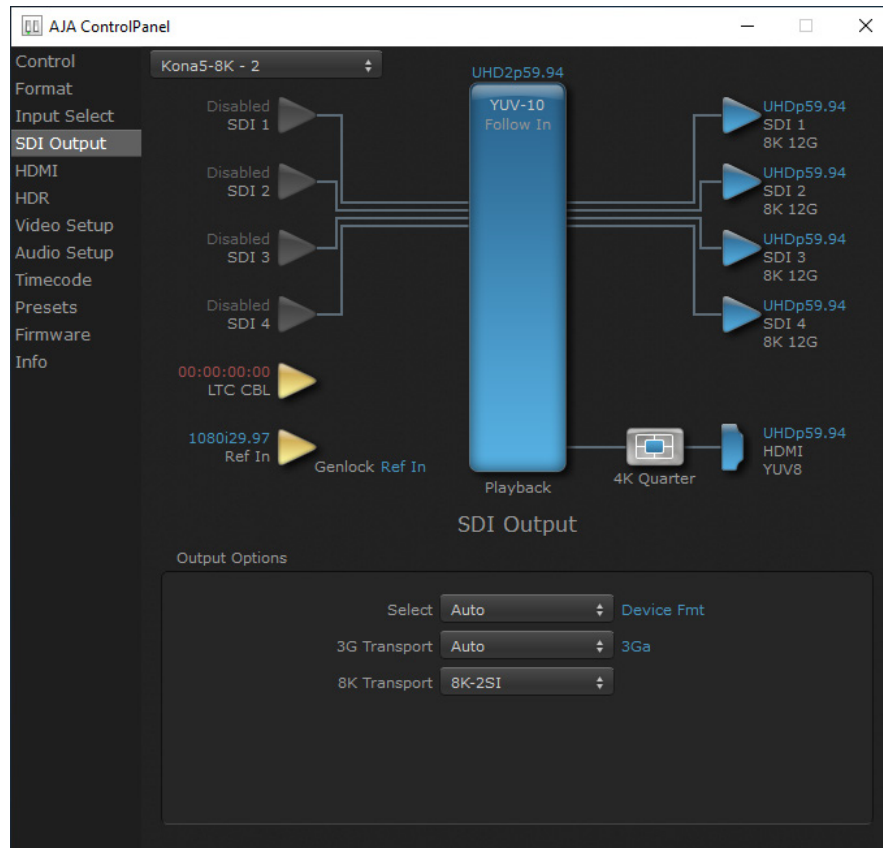 AJA ControlPanel
Control
Format
Input Select
SDI Output
HDMI
HDR
Video Setup
Audio Setup
Timecode
Presets
Firmware
Info
Kona5-8K - 2
UHD2p59.94
YUV-10
Follow In
Disabled
SDI 1
Disabled
SDI 2
Disabled
SDI 3
Disabled
SDI 4
00:00:00:00
LTC CBL
1080i29.97
Ref In
Genlock Ref In
UHDp59.94
SDI 1
8K 12G
UHDp59.94
SDI 2
8K 12G
UHDp59.94
SDI 3
8K 12G
UHDp59.94
SDI 4
8K 12G
UHDp59.94
HDMI
YUV8
4K Quarter
Playback
SDI Output
Output Options
Select Auto Device Fmt
3G Transport Auto 3Ga
8K Transport 8K-2SI